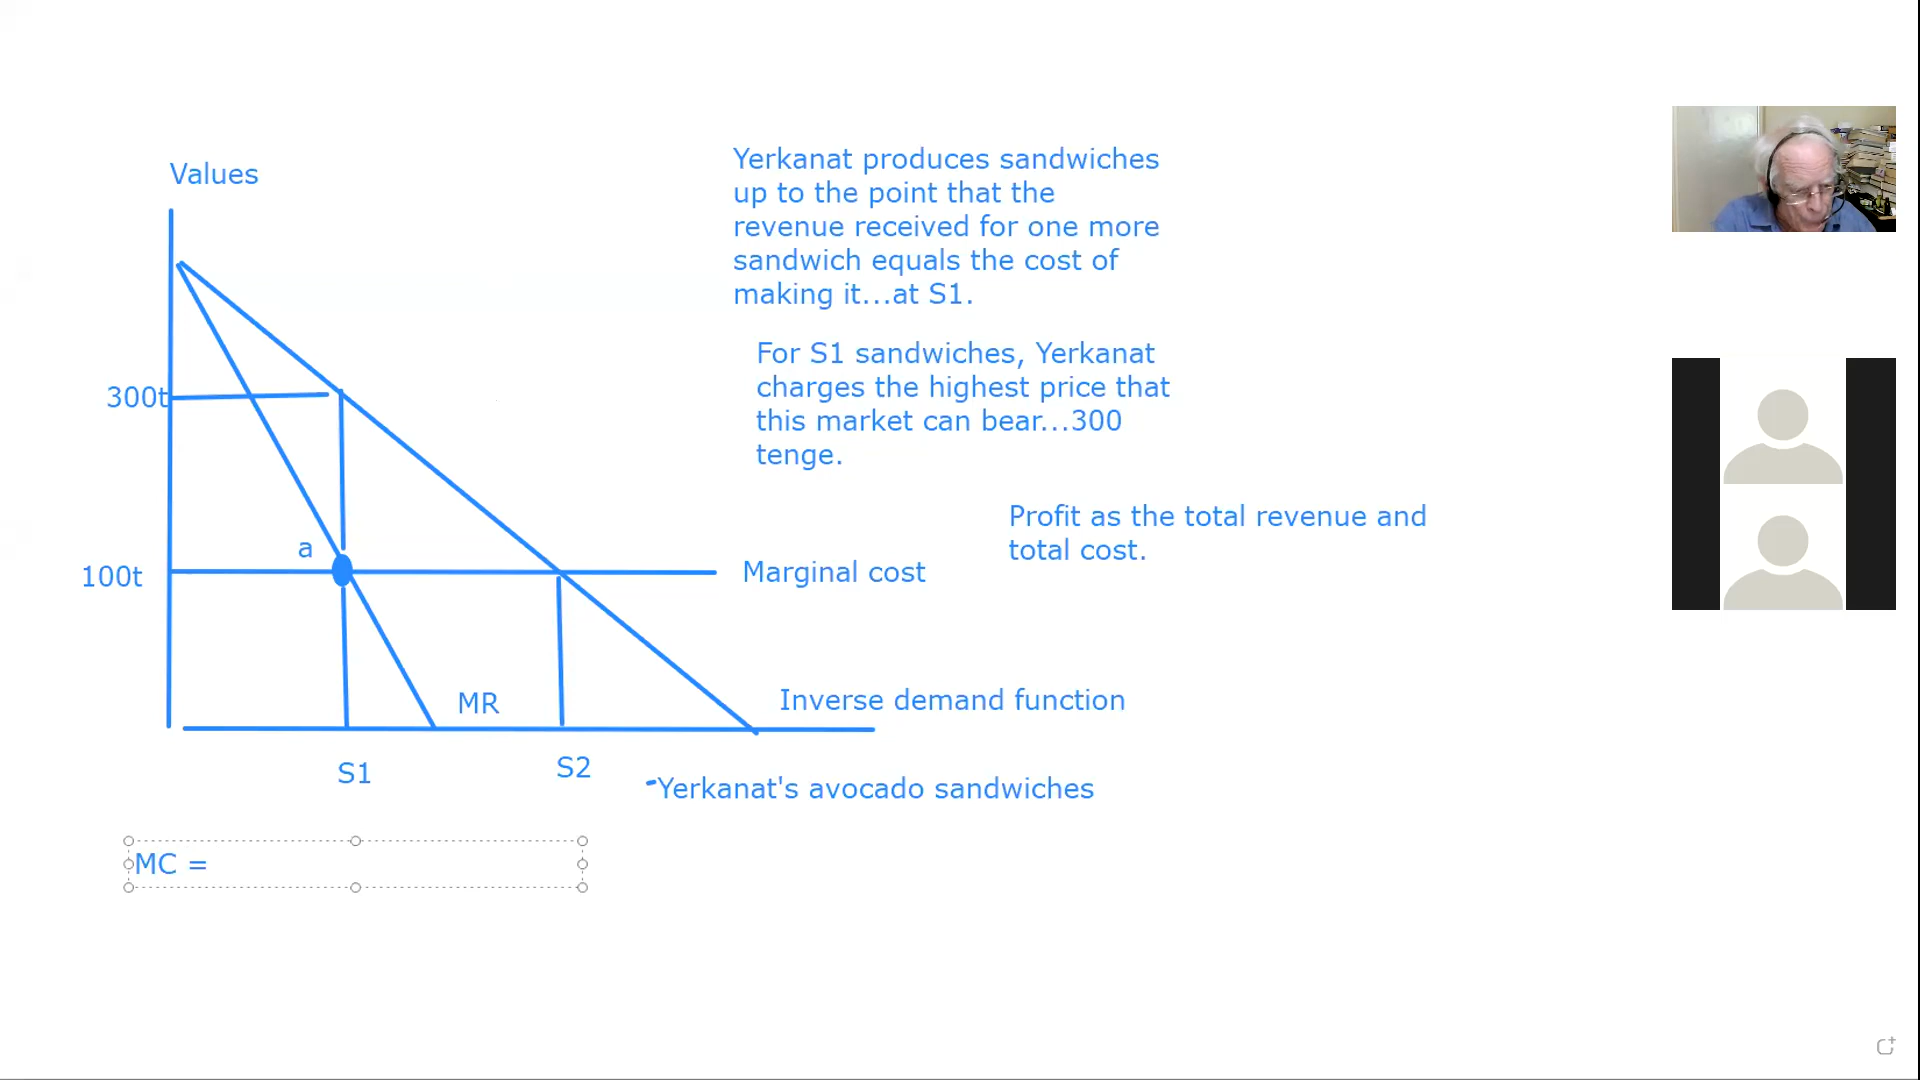 Values
Yerkanat produces sandwiches
up to the point that the
revenue received for one more
sandwich equals the cost of
making it...at S1.
For S1 sandwiches, Yerkanat
charges the highest price that
this market can bear...300
tenge.
300t
Profit as the total revenue and
total cost.
a
100t
Marginal cost
MR
Inverse demand function
S1
S2
Yerkanat's avocado sandwiches
MC =